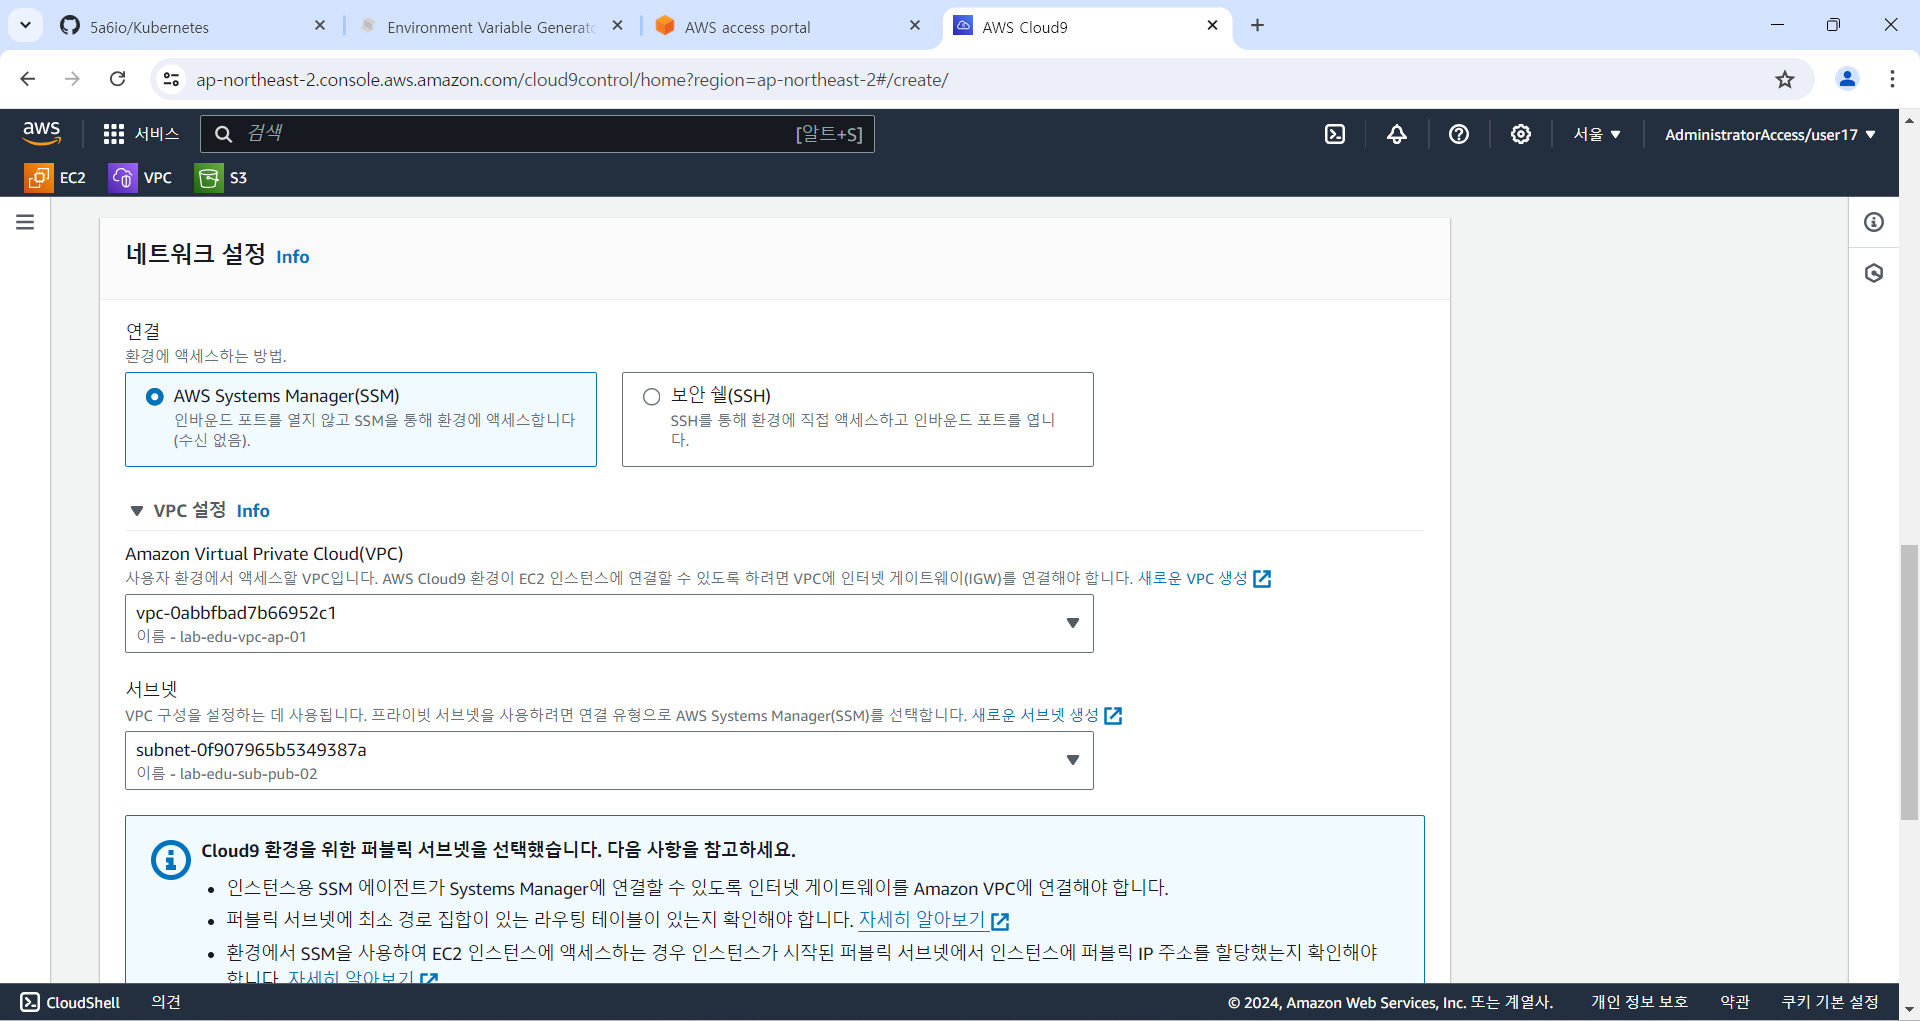 5a6io/Kubernetes
Environment Variable Generato
AWS access portal
AWS Cloud9
ap-northeast-2.console.aws.amazon.com/cloud9control/home?region=ap-northeast-2#/create/
aws
서비스
검색
[알트+S]
서울
AdministratorAccess/user17
EC2
VPC
S3
네트워크 설정 Info
연결
환경에 액세스하는 방법.
AWS Systems Manager(SSM)
인바운드 포트를 열지 않고 SSM을 통해 환경에 액세스합니다
(수신 없음).
보안 쉘(SSH)
SSH를 통해 환경에 직접 액세스하고 인바운드 포트를 엽니
다.
VPC 설정 Info
Amazon Virtual Private Cloud(VPC)
사용자 환경에서 액세스할 VPC입니다. AWS Cloud9 환경이 EC2 인스턴스에 연결할 수 있도록 하려면 VPC에 인터넷 게이트웨이(IGW)를 연결해야 합니다. 새로운 VPC 생성
vpc-0abbfbad7b66952c1
이름 - lab-edu-vpc-ap-01
서브넷
VPC 구성을 설정하는 데 사용됩니다. 프라이빗 서브넷을 사용하려면 연결 유형으로 AWS Systems Manager(SSM)를 선택합니다. 새로운 서브넷 생성
subnet-0f907965b5349387a
이름 - lab-edu-sub-pub-02
Cloud9 환경을 위한 퍼블릭 서브넷을 선택했습니다. 다음 사항을 참고하세요.
• 인스턴스용 SSM 에이전트가 Systems Manager에 연결할 수 있도록 인터넷 게이트웨이를 Amazon VPC에 연결해야 합니다.
• 퍼블릭 서브넷에 최소 경로 집합이 있는 라우팅 테이블이 있는지 확인해야 합니다. 자세히 알아보기
• 환경에서 SSM을 사용하여 EC2 인스턴스에 액세스하는 경우 인스턴스가 시작된 퍼블릭 서브넷에서 인스턴스에 퍼블릭 IP 주소를 할당했는지 확인해야
합니다. 자세히 알아보기
CloudShell
의견
© 2024, Amazon Web Services, Inc. 또는 계열사.
개인 정보 보호
약관
쿠키 기본 설정